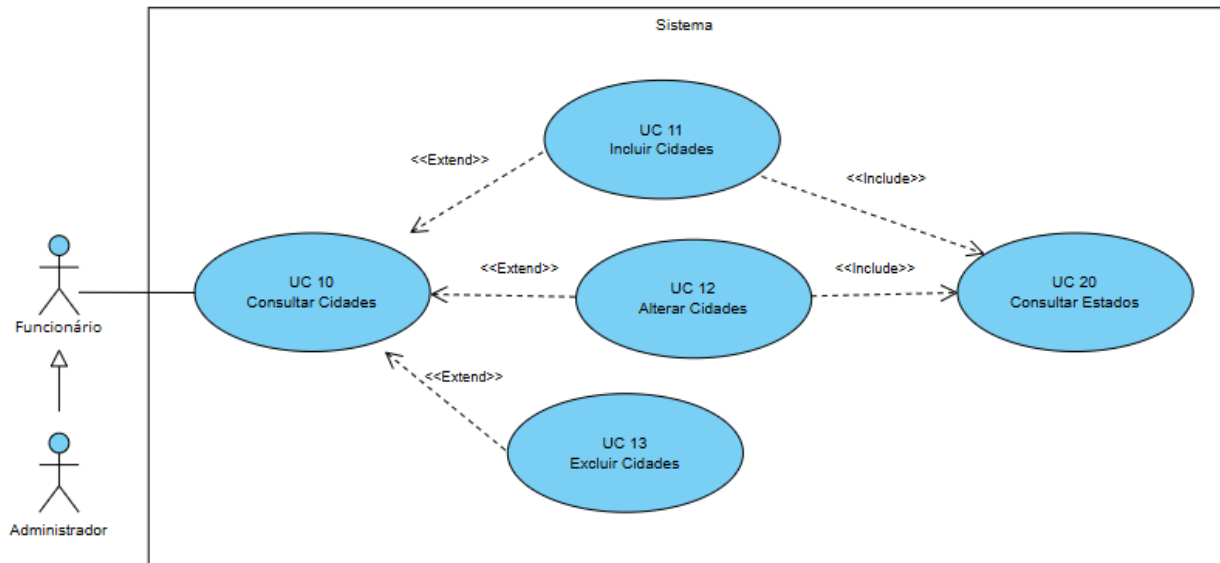 Sistema
UC 11
Incluir Cidades
<<Extend>>
<<Include>>
UC 10
Consultar Cidades
<<Extend>>
UC 12
Alterar Cidades
<<Include>>
UC 20
Consultar Estados
Funcionário
<<Extend>>
UC 13
Excluir Cidades
Administrador